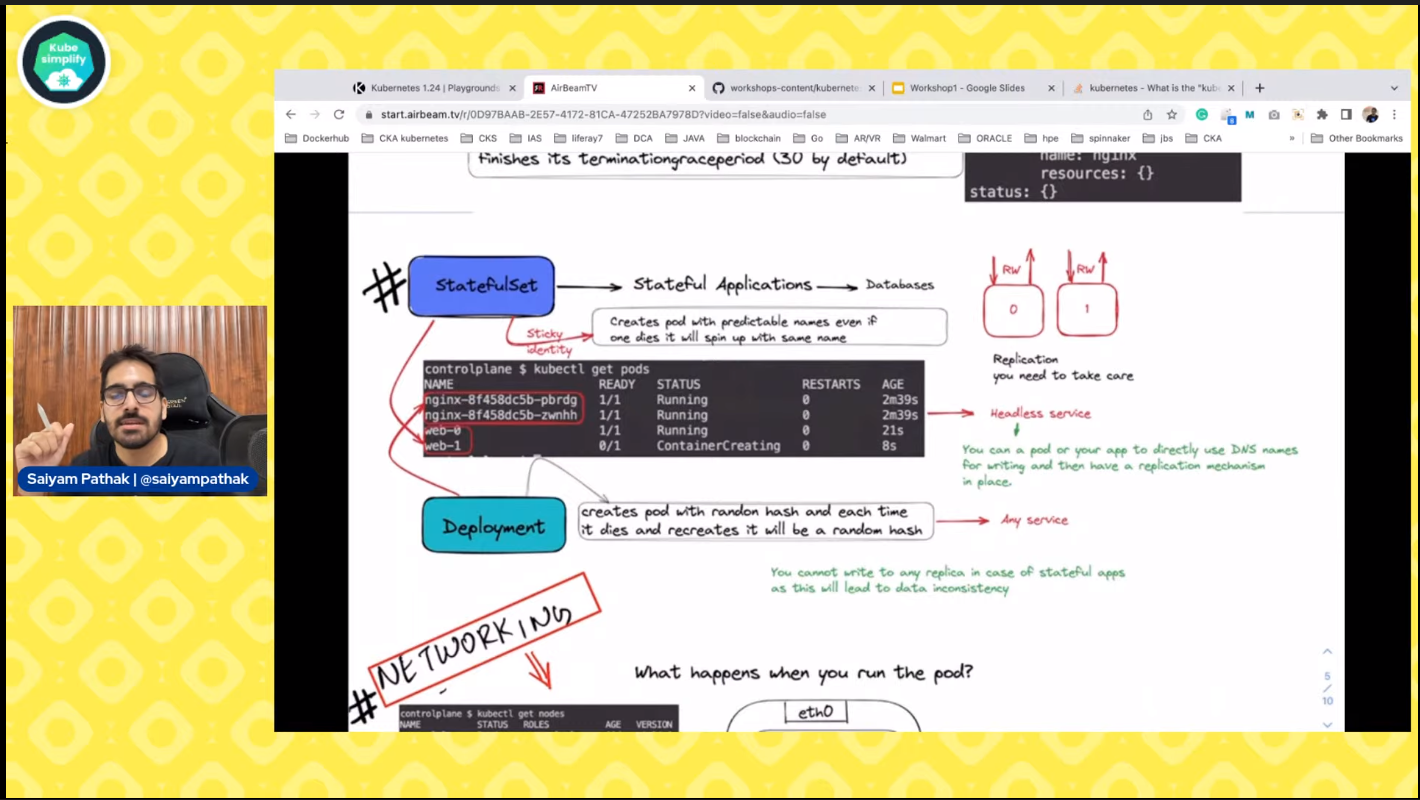 Kube
simplify
Kubernetes 1.24 | Playgrounds
AirBeamTV
workshops-content/kubernete
Workshop1 - Google Slides
kubernetes - What is the "kube
start.airbeam.tv/r/0D97BAAB-2E57-4172-81CA-47252BA7978D?video=false&audio=false
Dockerhub
CKA kubernetes
CKS
IAS
liferay7
DCA
JAVA
blockchain
Go
AR/VR
Walmart
ORACLE
hpe
spinnaker
jbs
CKA
» Other Bookmarks
finishes its terminationgraceperiod (30 by default)
name: nginx
resources: {}
status: {}
# StatefulSet
Stateful Applications
Databases
Sticky
identity
Creates pod with predictable names even if
one dies it will spin up with same name
RW
RW
0
1
Replication
you need to take care
controlplane $ kubectl get pods
NAME READY STATUS RESTARTS AGE
nginx-8f458dc5b-pbrdg 1/1 Running 0 2m39s
nginx-8f458dc5b-zwnhh 1/1 Running 0 2m39s
web-0 1/1 Running 0 21s
web-1 0/1 ContainerCreating 0 8s
Headless service
You can a pod or your app to directly use DNS names
for writing and then have a replication mechanism
in place.
Deployment
creates pod with randon hash and each time
it dies and recreates it will be a random hash
Any service
You cannot write to any replica in case of stateful apps
as this will lead to data inconsistency
# NETWORKING
What happens when you run the pod?
eth0
controlplane $ kubectl get nodes
NAME STATUS ROLES AGE VERSION
5
/
10
Saiyam Pathak | @saiyampathak